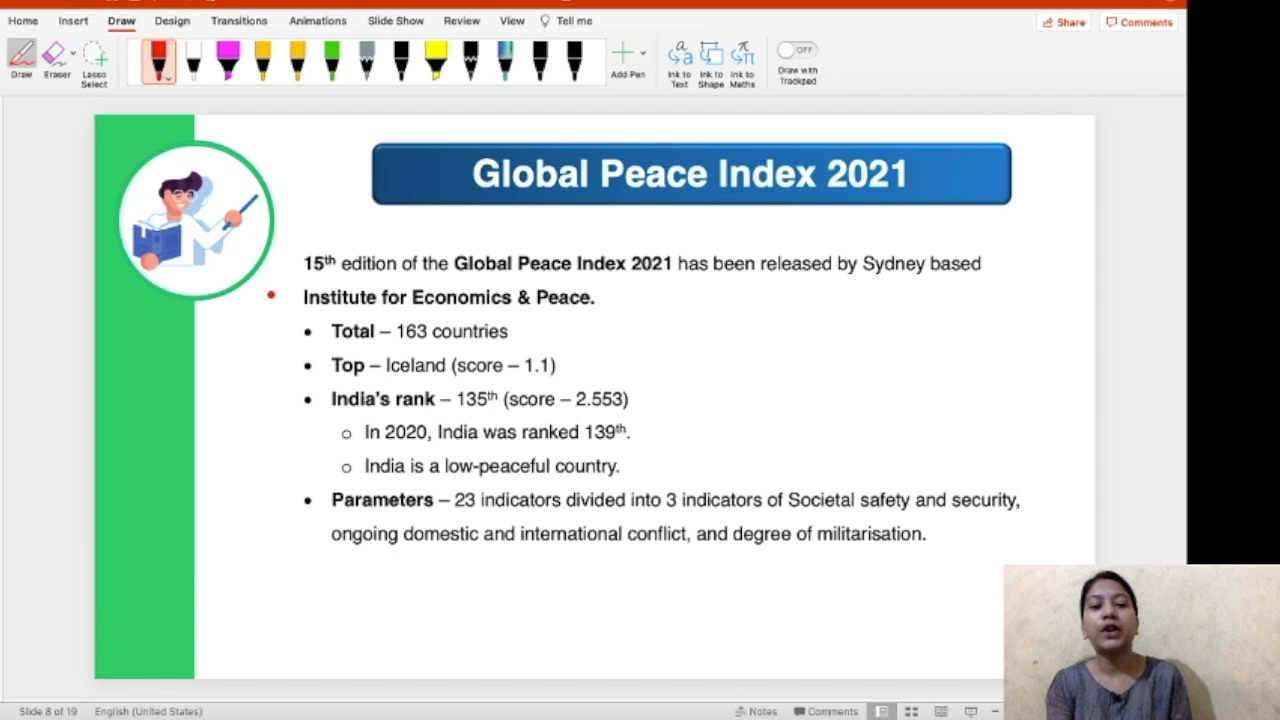 Home Insert Draw Design Transitions Animations Slide Show Review View Tell me Share Comments
Draw Eraser Lasso Select Add Pen Ink to Text Ink to Shape Ink to Maths OFF Draw with Trackpad
Global Peace Index 2021
15th edition of the Global Peace Index 2021 has been released by Sydney based
Institute for Economics & Peace.
• Total – 163 countries
• Top – Iceland (score – 1.1)
• India's rank – 135th (score – 2.553)
o In 2020, India was ranked 139th.
o India is a low-peaceful country.
• Parameters – 23 indicators divided into 3 indicators of Societal safety and security,
ongoing domestic and international conflict, and degree of militarisation.
Slide 8 of 19 English (United States) Notes Comments